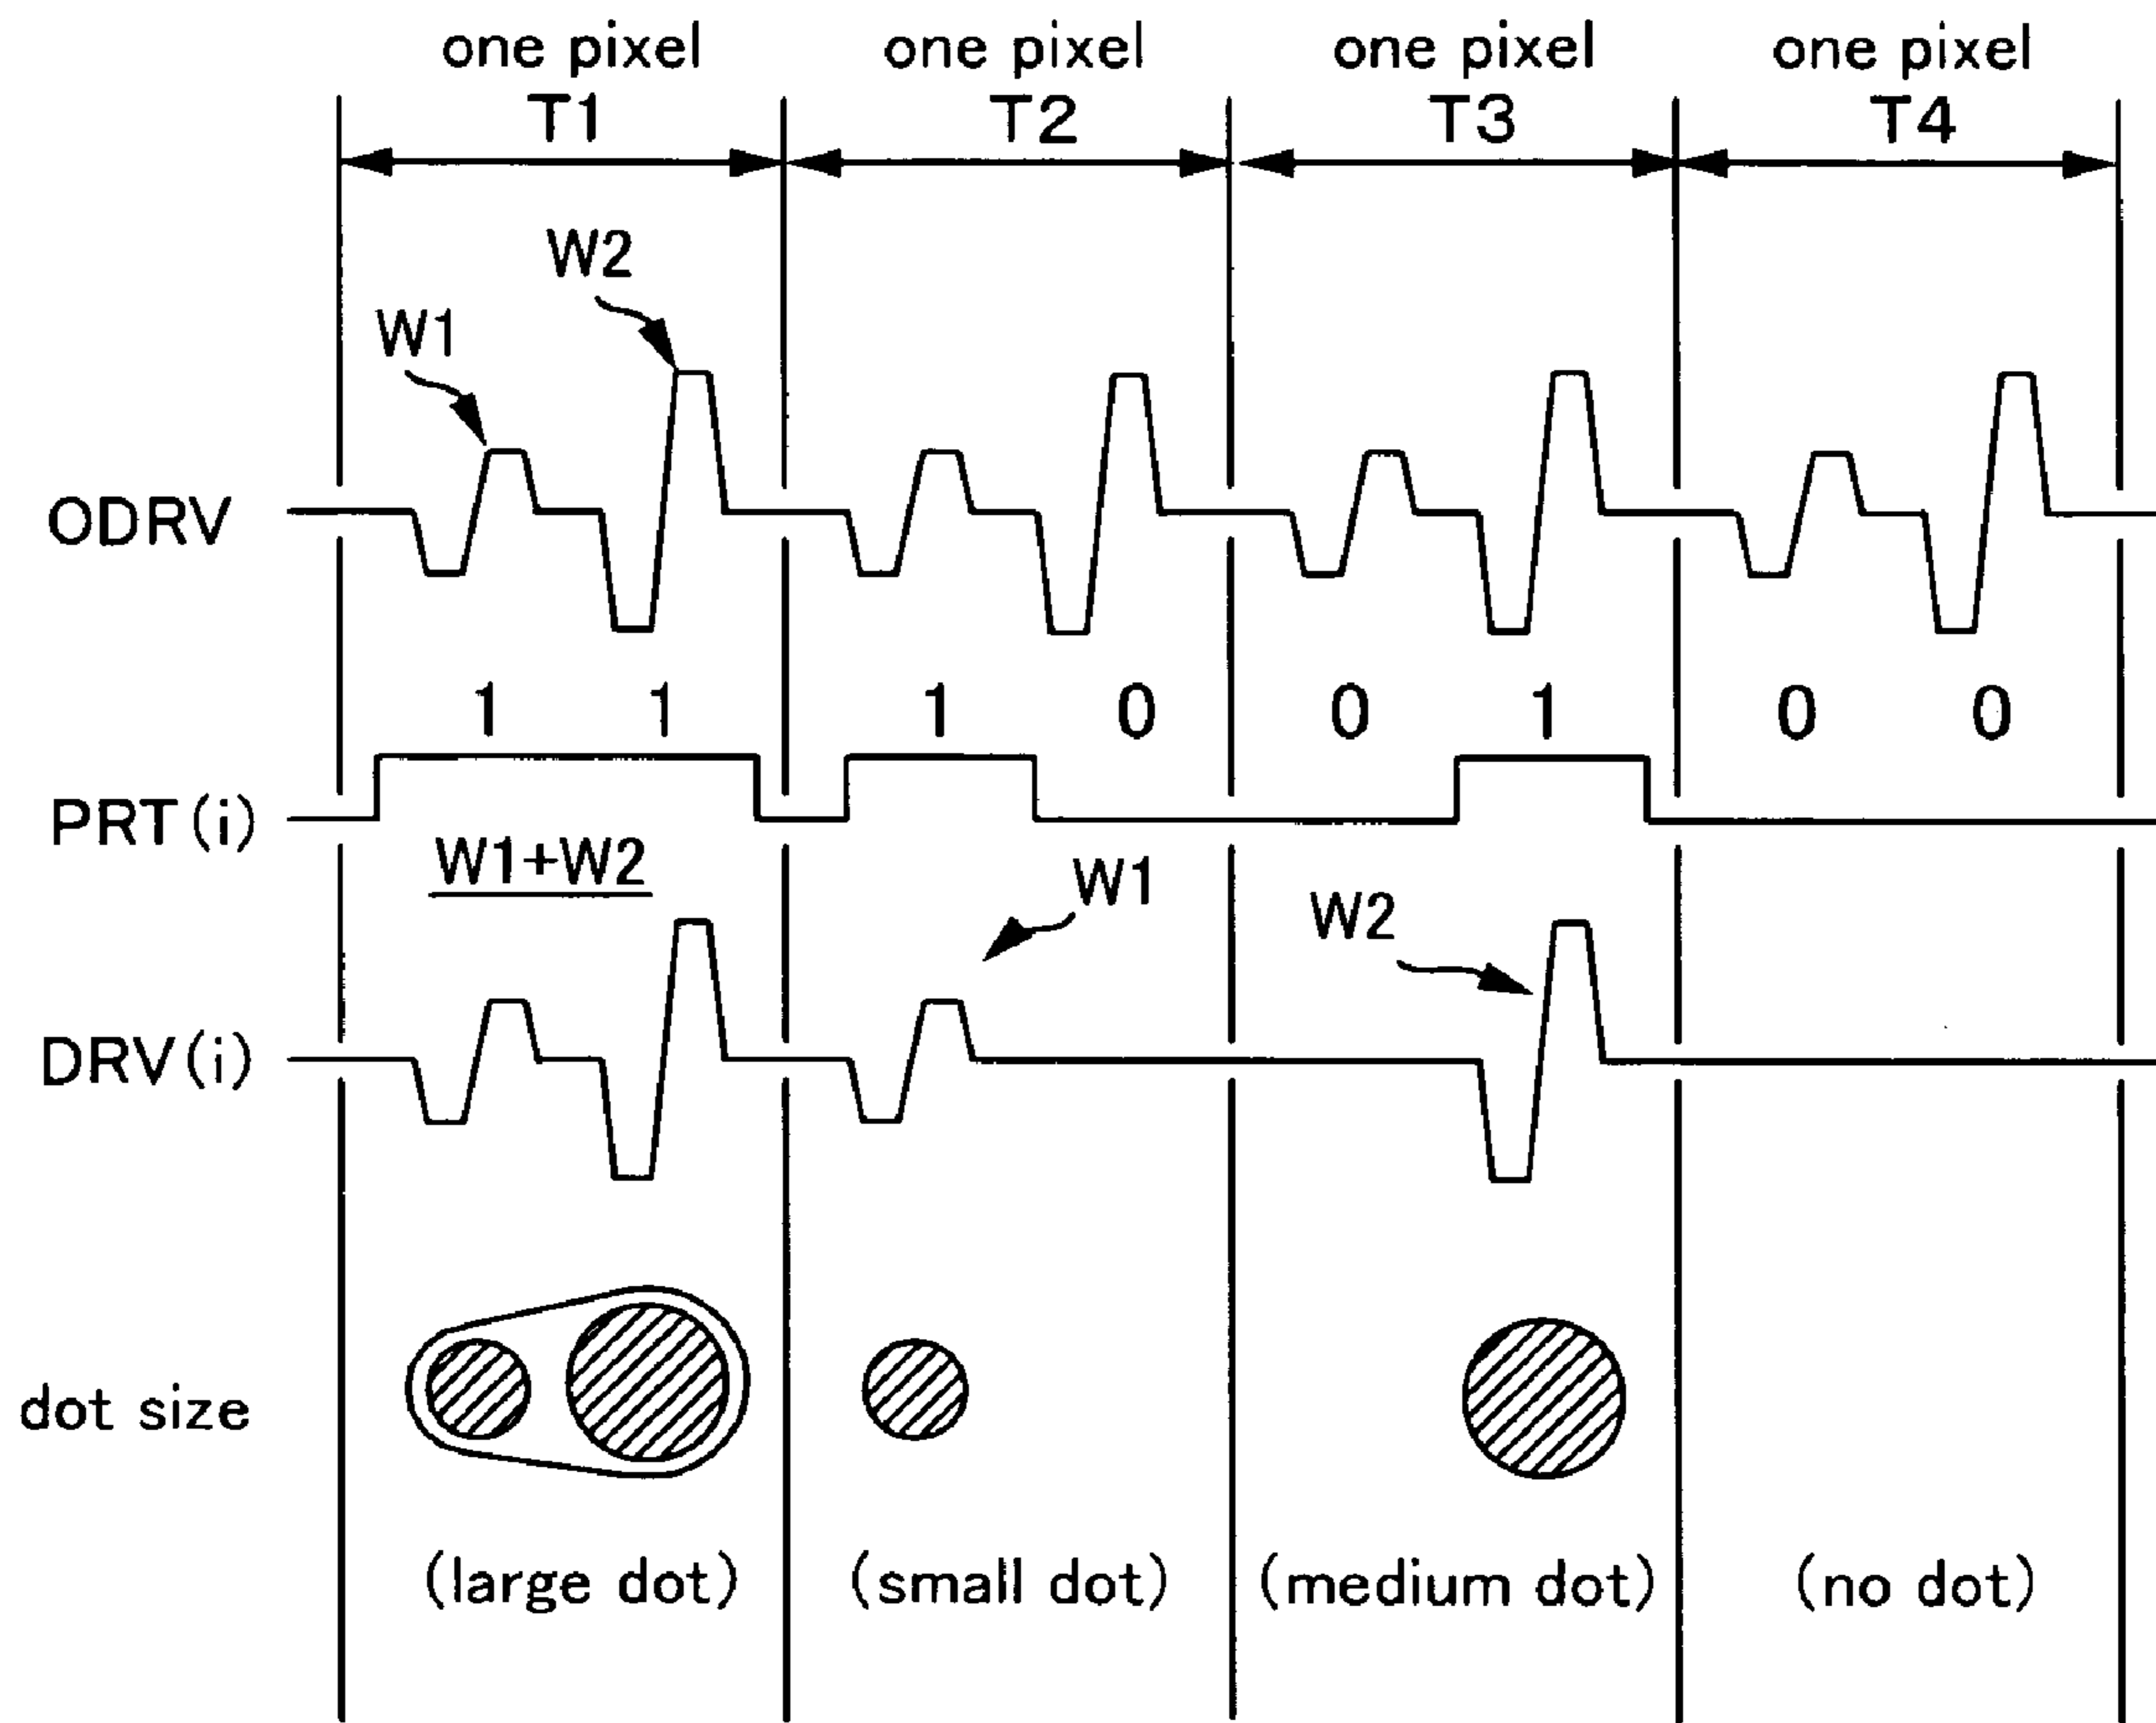 one pixel one pixel one pixel one pixel
T1 T2 T3 T4
W2
W1
ODRV
1 1 1 0 0 1 0 0
PRT(i)
W1+W2 W1 W2
DRV(i)
dot size
(large dot) (small dot) (medium dot) (no dot)